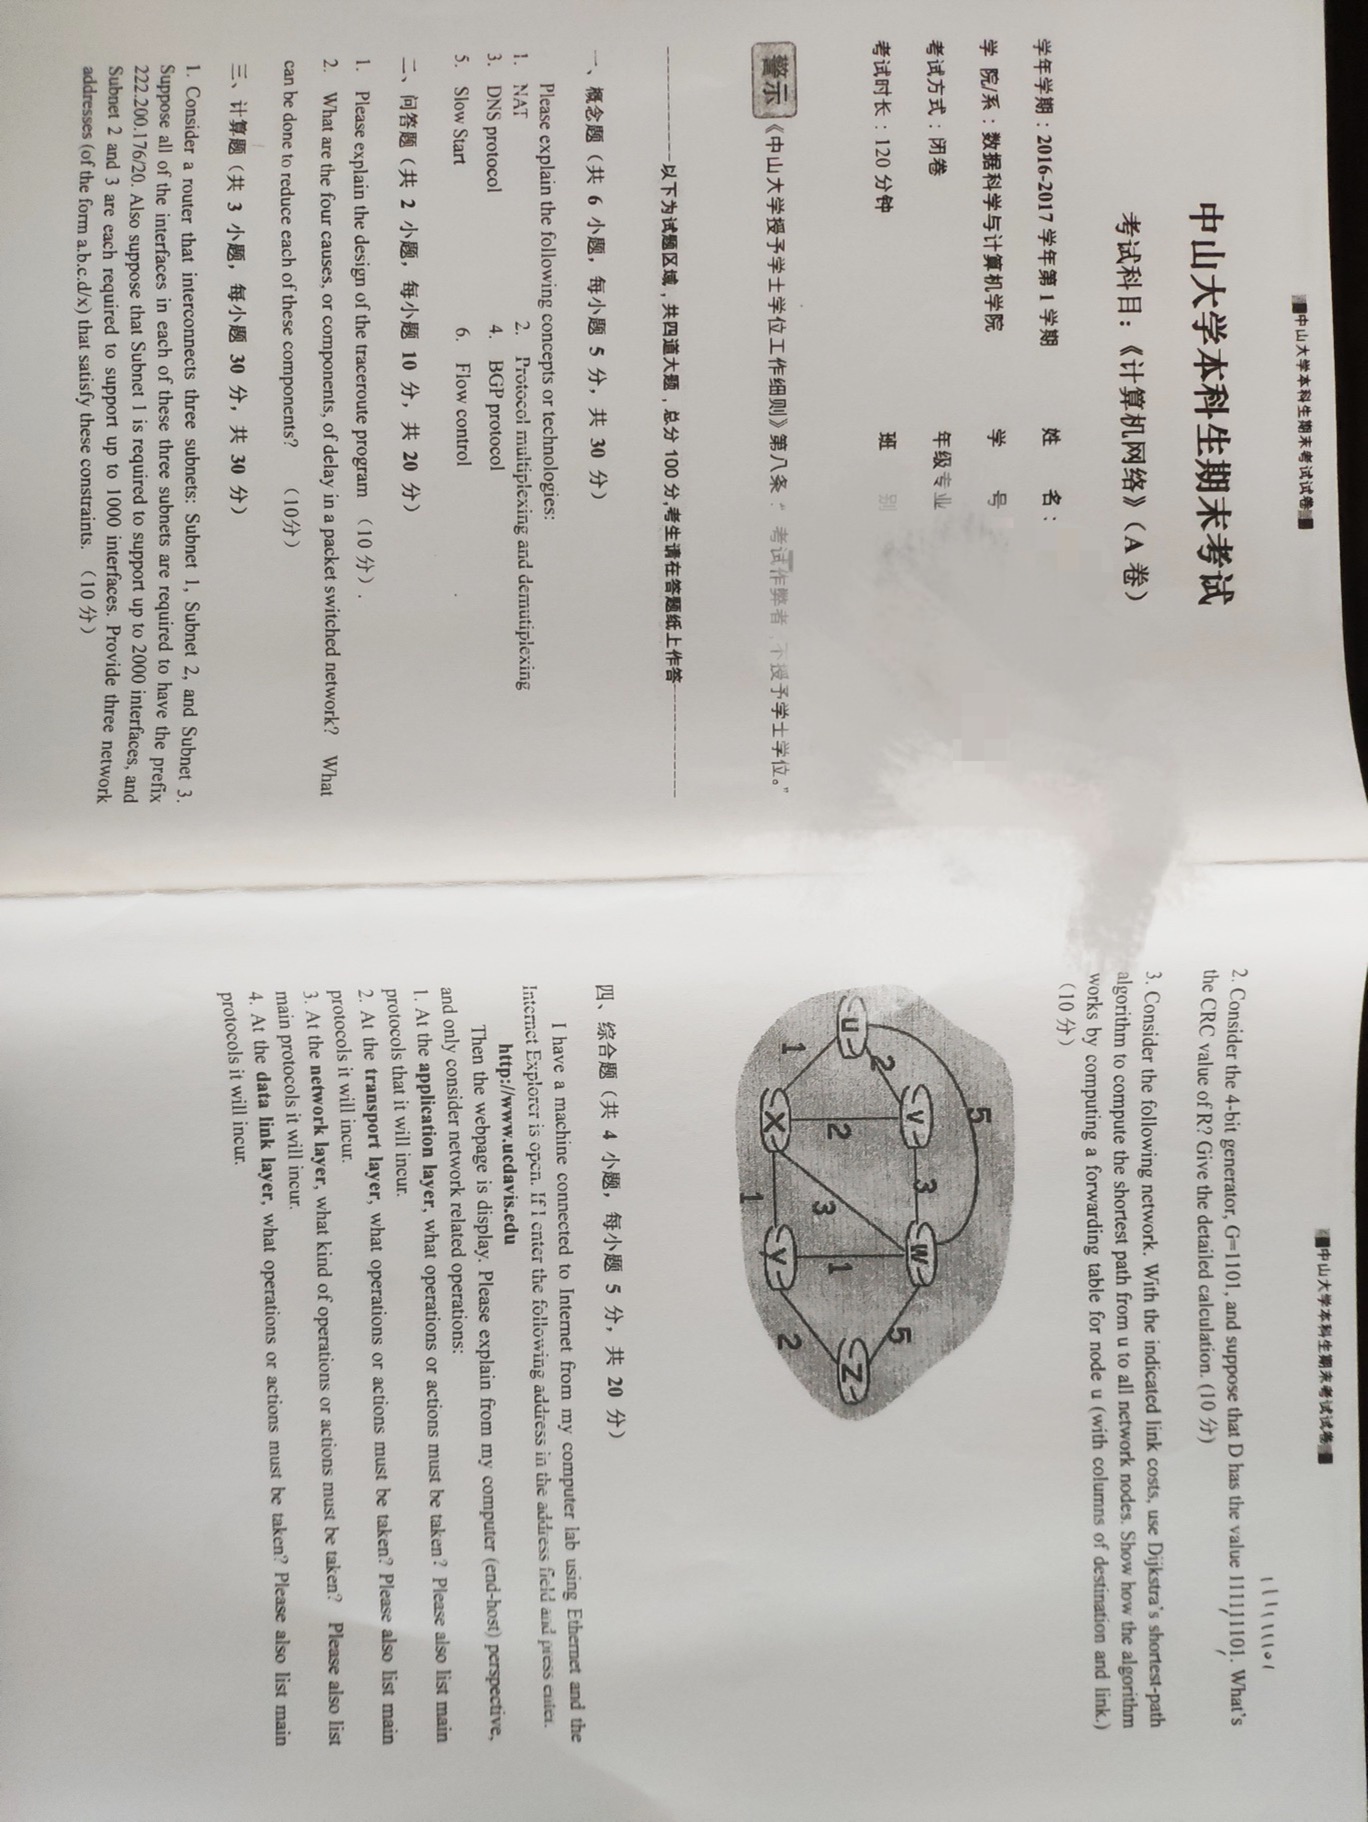 中山大学本科生期末考试试卷
中山大学本科生期末考试
考试科目：《计算机网络》（A 卷）
学年学期：2016-2017 学年第 1 学期 姓 名：
学 院/系：数据科学与计算机学院 学 号
考试方式：闭卷 年级专业
考试时长：120 分钟 班 别
警示 《中山大学授予学士学位工作细则》第八条：“考试作弊者，不授予学士学位。”
------------以下为试题区域，共四道大题，总分 100 分,考生请在答题纸上作答------------
一、概念题（共 6 小题，每小题 5 分，共 30 分）
Please explain the following concepts or technologies:
1. NAT 2. Protocol multiplexing and demutiplexing
3. DNS protocol 4. BGP protocol
5. Slow Start 6. Flow control
二、问答题（共 2 小题，每小题 10 分，共 20 分）
1. Please explain the design of the traceroute program （10 分）.
2. What are the four causes, or components, of delay in a packet switched network? What
can be done to reduce each of these components? （10分）
三、计算题（共 3 小题，每小题 30 分，共 30 分）
1. Consider a router that interconnects three subnets: Subnet 1, Subnet 2, and Subnet 3.
Suppose all of the interfaces in each of these three subnets are required to have the prefix
222.200.176/20. Also suppose that Subnet 1 is required to support up to 2000 interfaces, and
Subnet 2 and 3 are each required to support up to 1000 interfaces. Provide three network
addresses (of the form a.b.c.d/x) that satisfy these constraints. （10 分）
中山大学本科生期末考试试卷
2. Consider the 4-bit generator, G=1101, and suppose that D has the value 111111101. What's
the CRC value of R? Give the detailed calculation. (10 分)
3. Consider the following network. With the indicated link costs, use Dijkstra's shortest-path
algorithm to compute the shortest path from u to all network nodes. Show how the algorithm
works by computing a forwarding table for node u (with columns of destination and link.)
（10 分）
5
u 2 v 3 w 5
1 2 3 1 z
x 1 y 2
四、综合题（共 4 小题，每小题 5 分，共 20 分）
I have a machine connected to Internet from my computer lab using Ethernet and the
Internet Explorer is open. If I enter the following address in the address field and press enter.
http://www.ucdavis.edu
Then the webpage is display. Please explain from my computer (end-host) perspective,
and only consider network related operations:
1. At the application layer, what operations or actions must be taken? Please also list main
protocols that it will incur.
2. At the transport layer, what operations or actions must be taken? Please also list main
protocols it will incur.
3. At the network layer, what kind of operations or actions must be taken? Please also list
main protocols it will incur.
4. At the data link layer, what operations or actions must be taken? Please also list main
protocols it will incur.